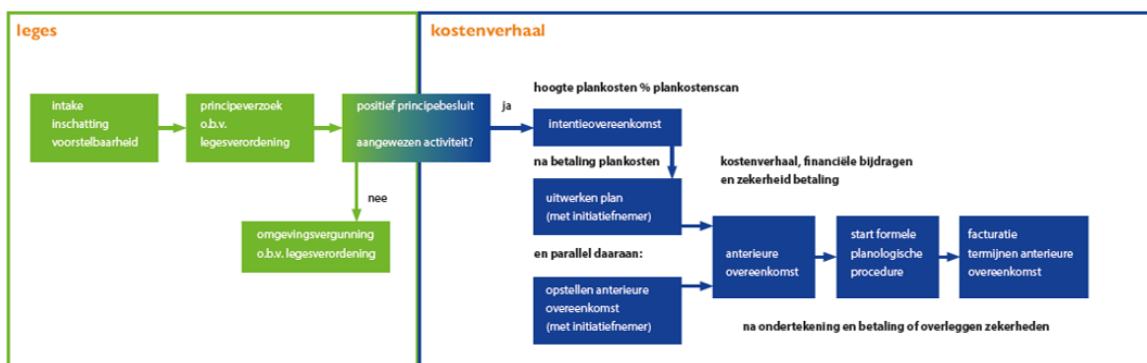 leges
kostenverhaal
intake
inschatting
voorstelbaarheid
principeverzoek
o.b.v.
legesverordening
positief principebesluit
aangewezen activiteit?
ja
nee
omgevingsvergunning
o.b.v. legesverordening
hoogte plankosten % plankostenscan
intentieovereenkomst
na betaling plankosten
uitwerken plan
(met initiatiefnemer)
en parallel daaraan:
opstellen anterieure
overeenkomst
(met initiatiefnemer)
kostenverhaal, financiële bijdragen
en zekerheid betaling
anterieure
overeenkomst
start formele
planologische
procedure
facturatie
termijnen anterieure
overeenkomst
na ondertekening en betaling of overleggen zekerheden